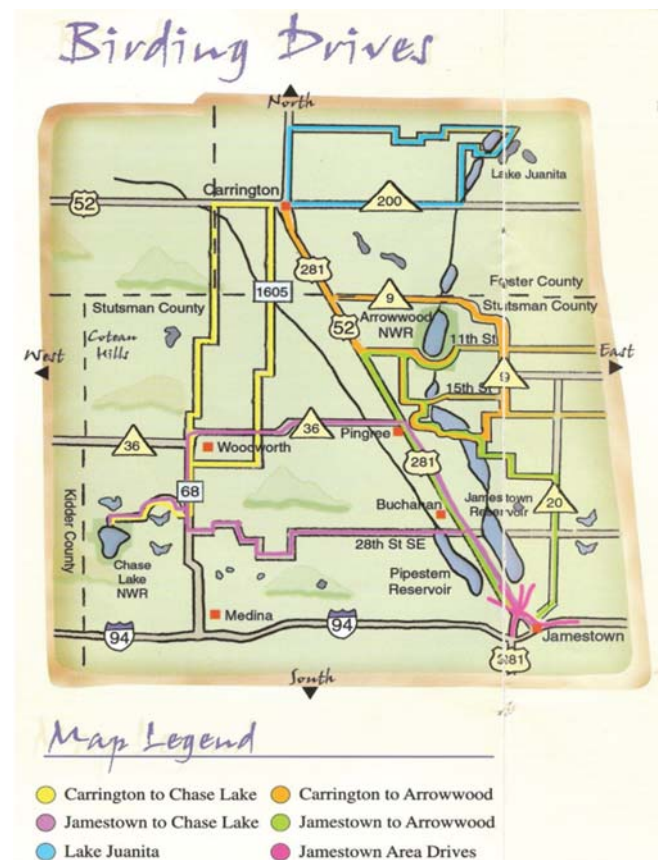 Birding Drives
North
Carrington
Lake Juanita
52
200
281
1605
9
Foster County
Stutsman County
Stutsman County
52
Arrowwood
NWR
11th St
Coteau
Hills
West
East
9
15th St
36
36
Woodworth
Pingree
281
68
Kidder County
Buchanan
Jamestown
Reservoir
20
28th St SE
Chase
Lake
NWR
Pipestem
Reservoir
Medina
94
94
Jamestown
281
South
Map Legend
Carrington to Chase Lake
Carrington to Arrowwood
Jamestown to Chase Lake
Jamestown to Arrowwood
Lake Juanita
Jamestown Area Drives